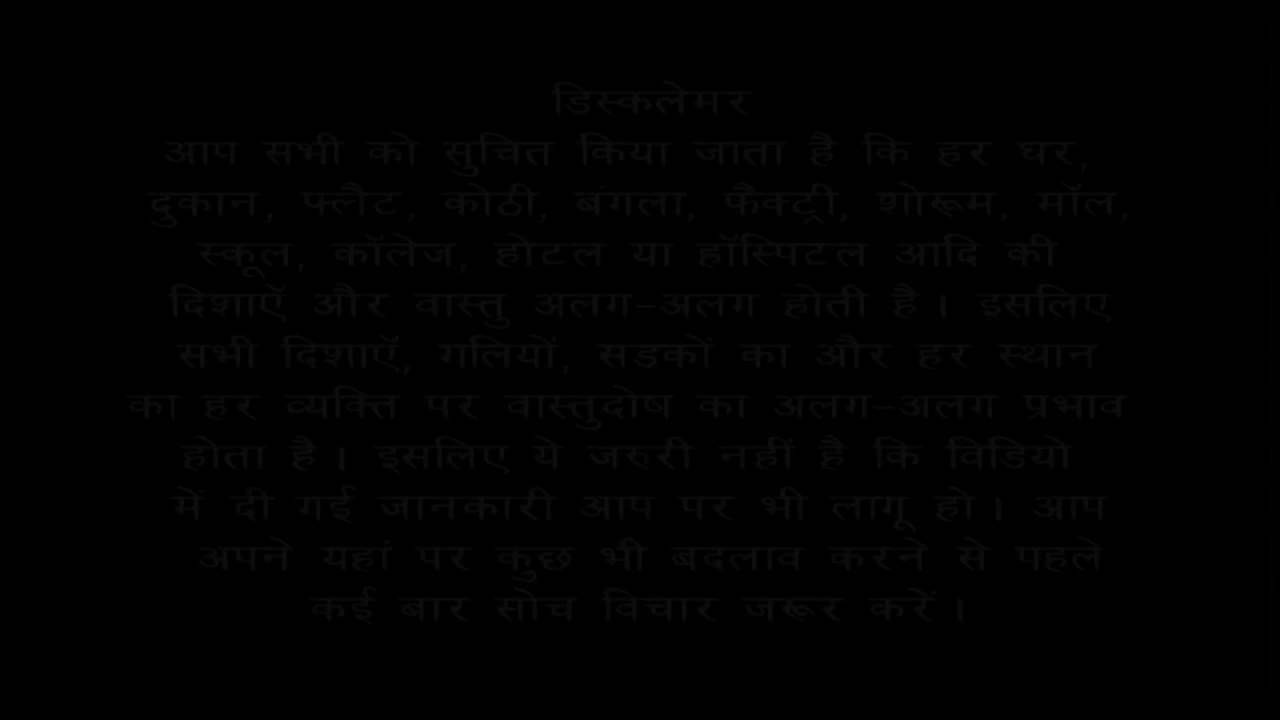 डिस्कलेमर
आप सभी को सुचित किया जाता है कि हर घर,
दुकान, फ्लैट, कोठी, बंगला, फैक्ट्री, शोरूम, मॉल,
स्कूल, कॉलेज, होटल या हॉस्पिटल आदि की
दिशाएॅ और वास्तु अलग-अलग होती है। इसलिए
सभी दिशाएॅ, गलियों, सडकों का और हर स्थान
का हर व्यक्ति पर वास्तुदोष का अलग-अलग प्रभाव
होता है। इसलिए ये जरुरी नहीं है कि विडियो
में दी गई जानकारी आप पर भी लागू हो। आप
अपने यहां पर कुछ भी बदलाव करने से पहले
कई बार सोच विचार जरूर करें।